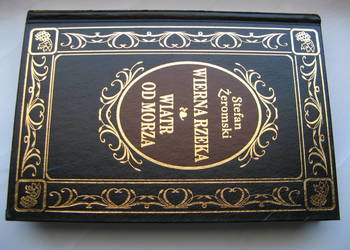 Stefan
Żeromski
WIERNA RZEKA
WIATR
OD MORZA